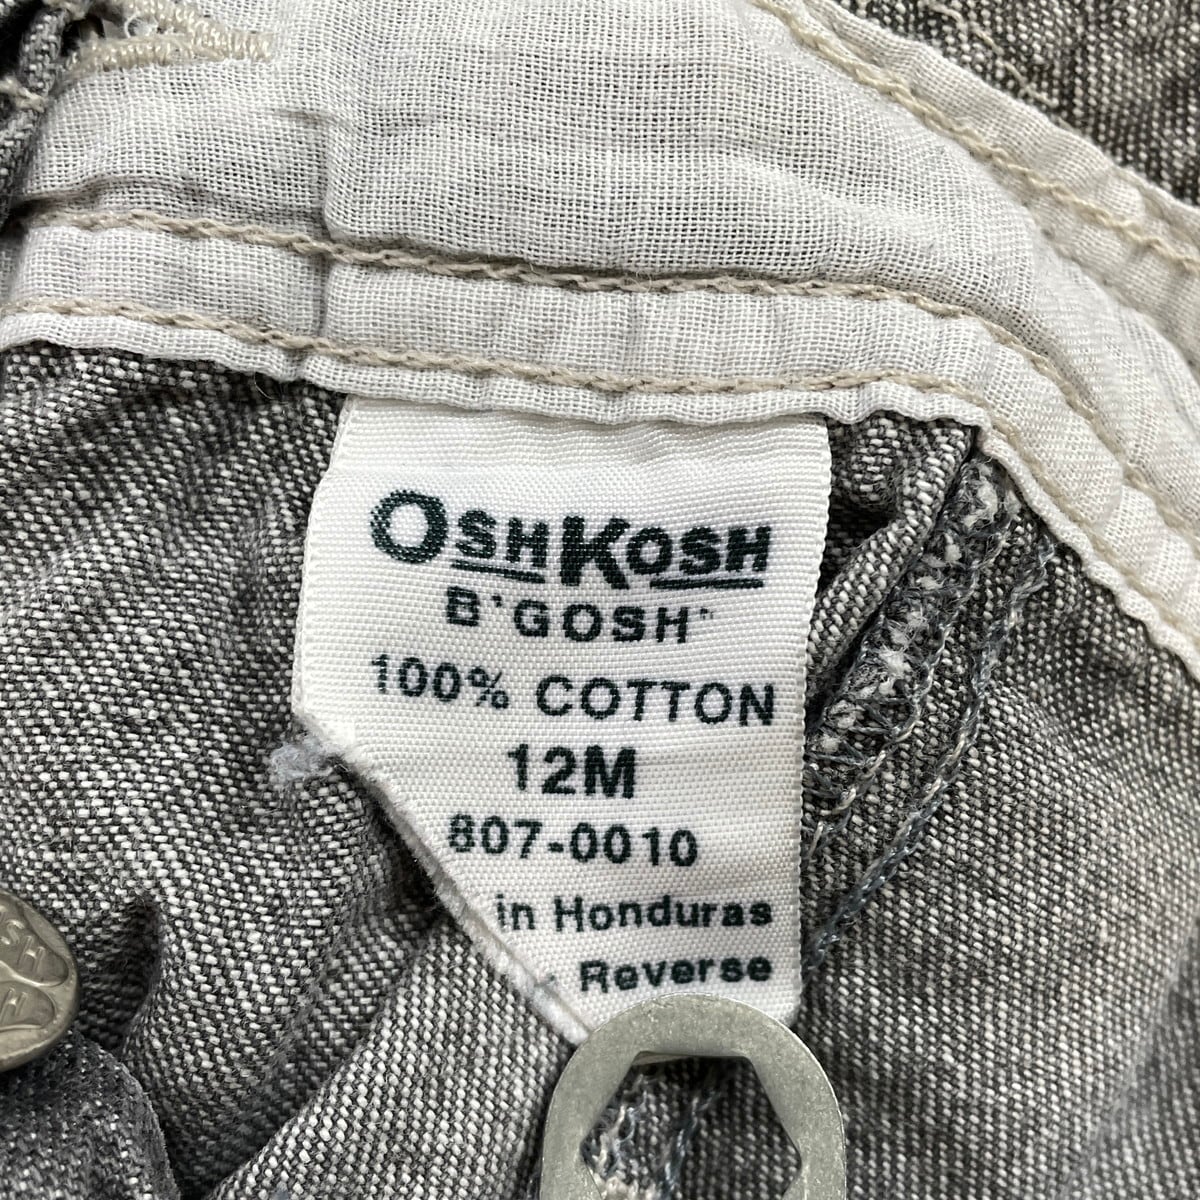 OSHKOSH
B'GOSH
100% COTTON
12M
807-0010
in Honduras
Reverse